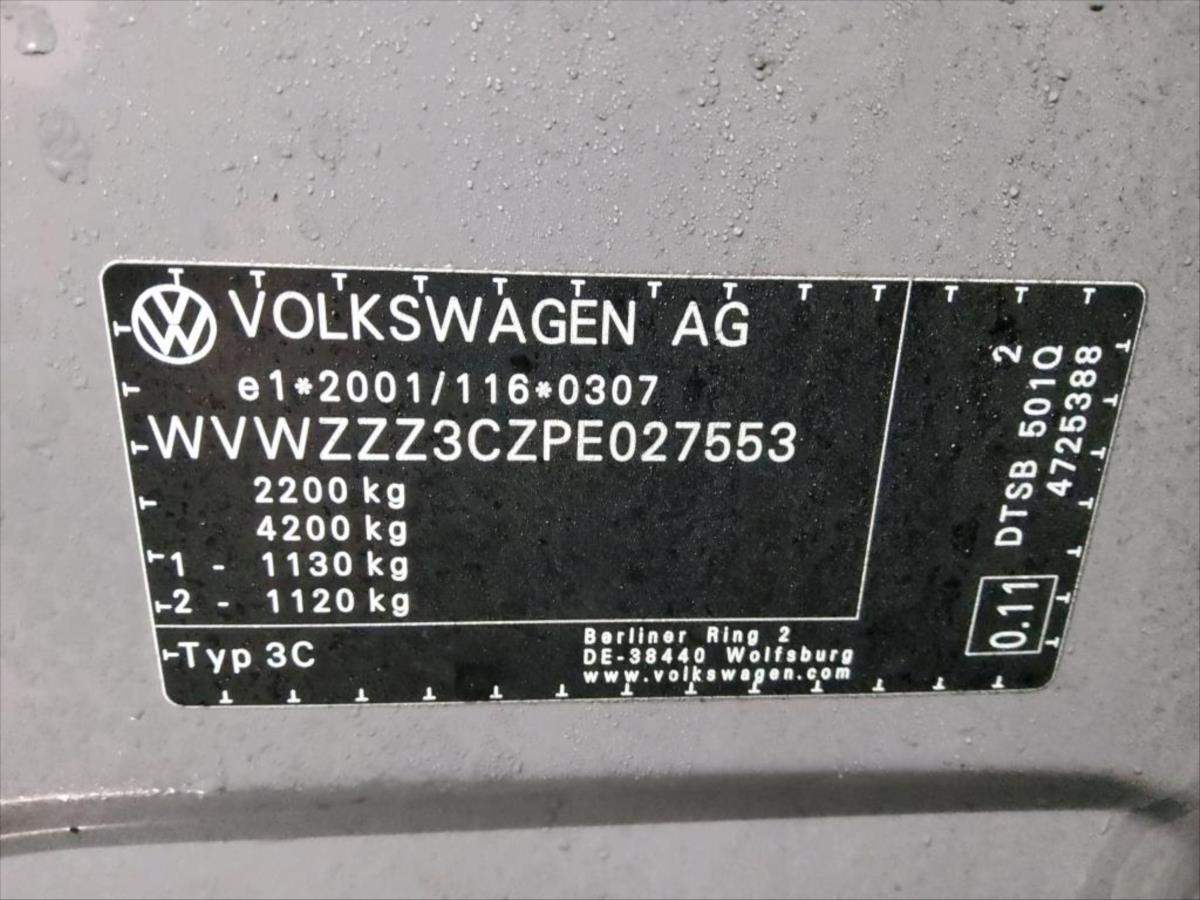 VOLKSWAGEN AG
e1*2001/116*0307
WVWZZZ3CZPE027553
2200 kg
4200 kg
1 - 1130 kg
2 - 1120 kg
Typ 3C
Berliner Ring 2
DE-38440 Wolfsburg
www.volkswagen.com
0.11
DTSB 501Q 2
4725388